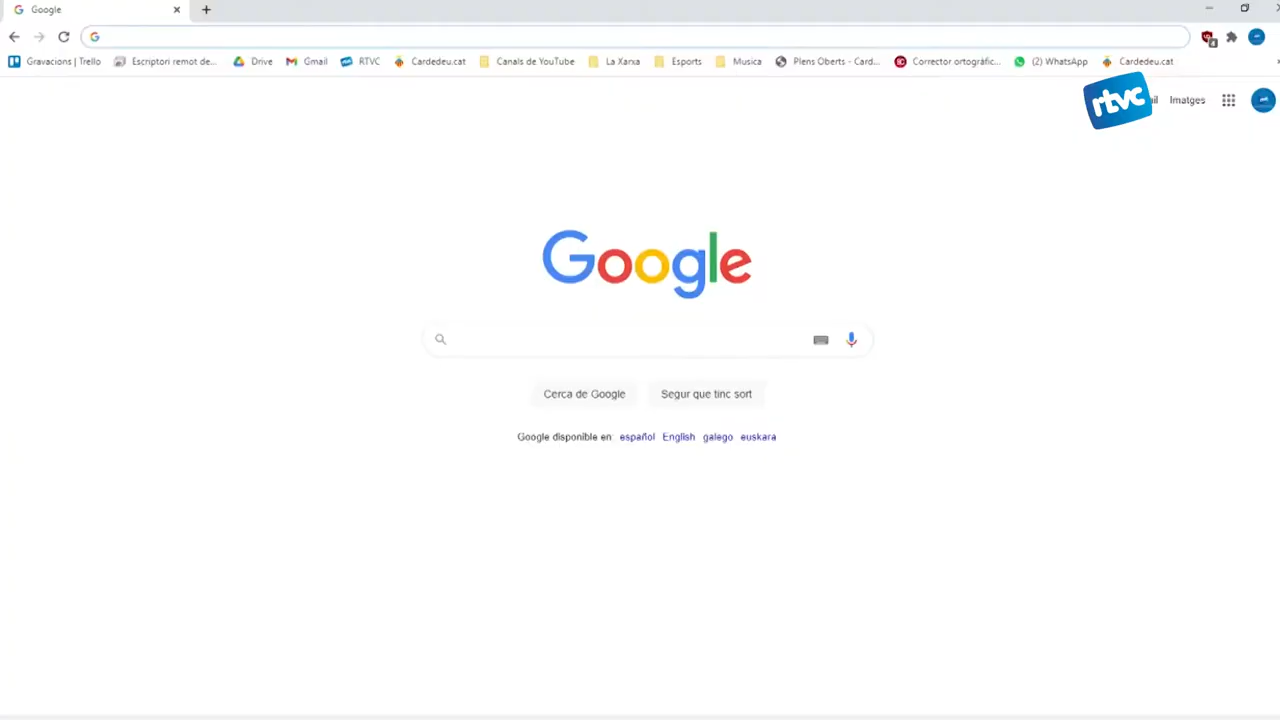 Google
Gravacions | Trello Escriptori remot de... Drive Gmail RTVC Cardedeu.cat Canals de YouTube La Xarxa Esports Musica Plens Oberts - Card... Corrector ortogràfic... (2) WhatsApp Cardedeu.cat
rtvc il Imatges
Google
Cerca de Google Segur que tinc sort
Google disponible en: español English galego euskara